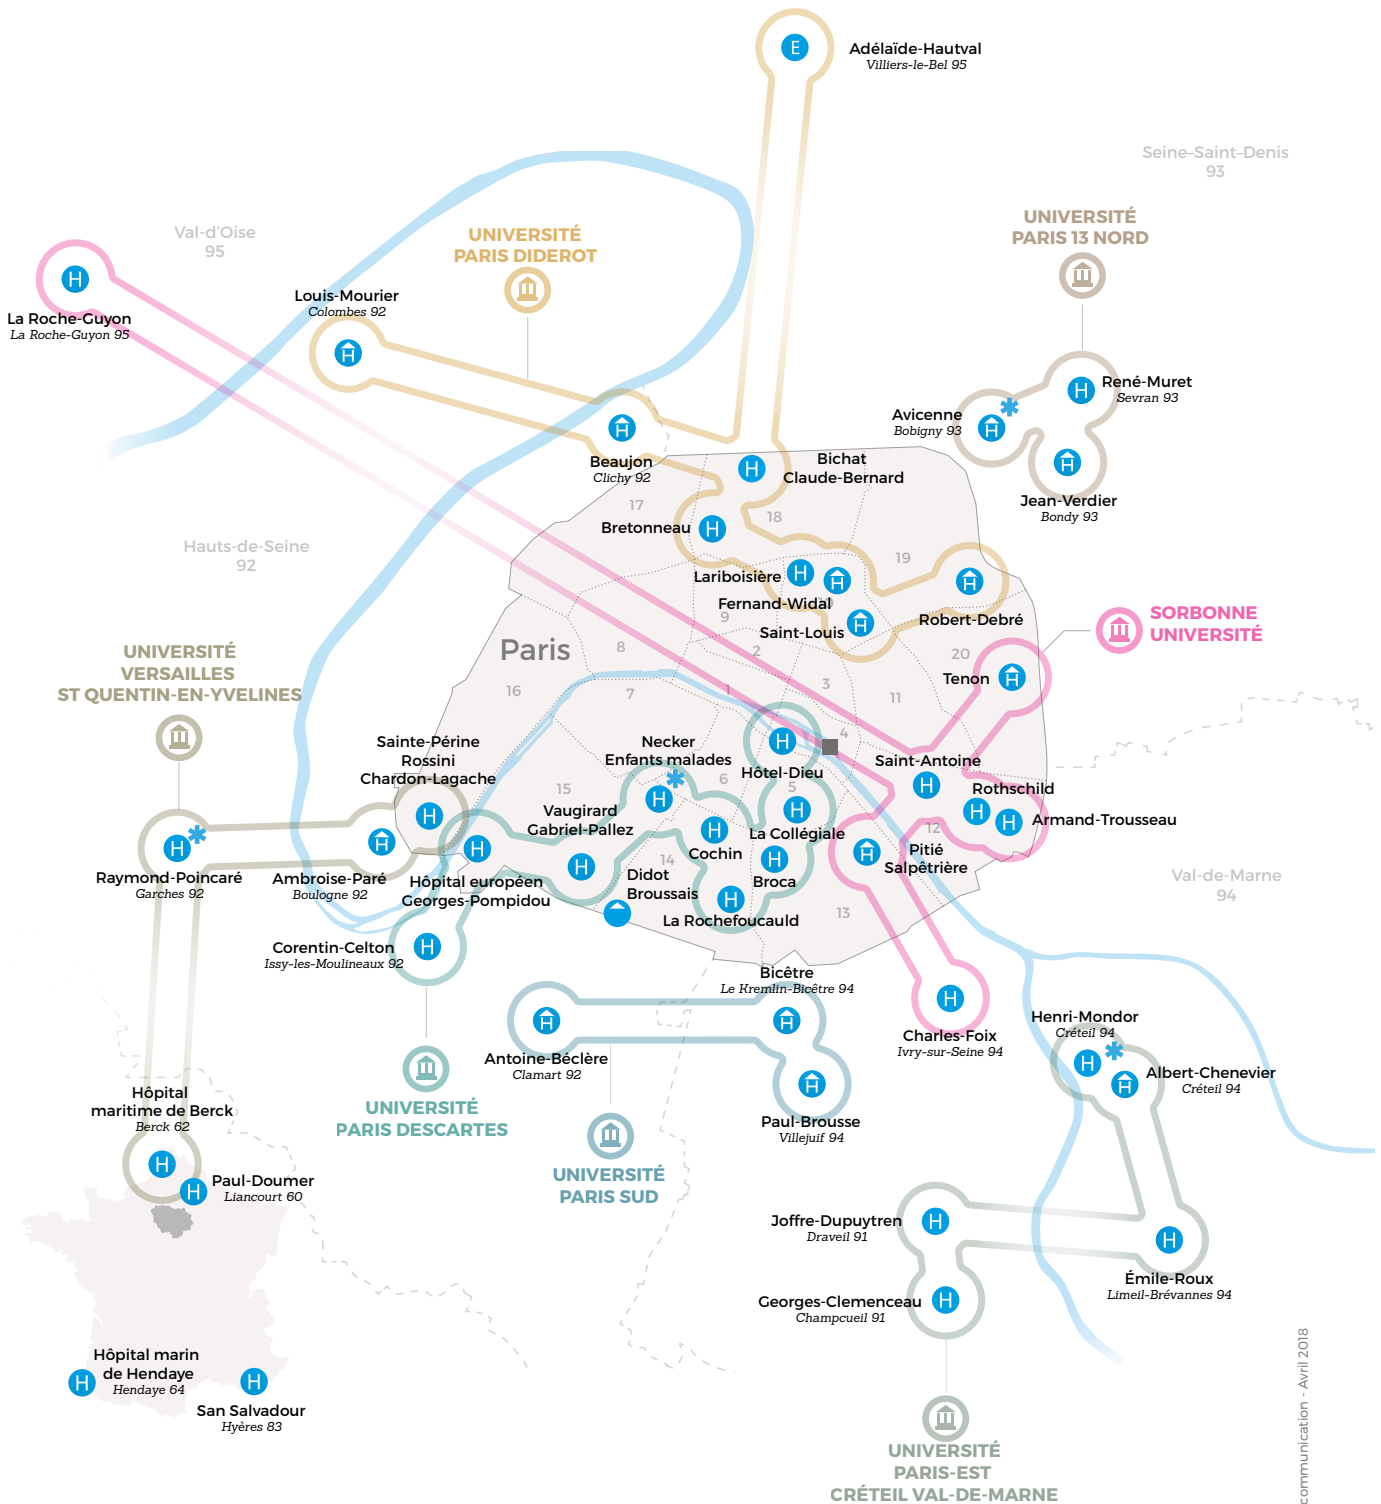 E
Adélaïde-Hautval
Villiers-le-Bel 95
Seine-Saint-Denis
93
Val-d'Oise
95
UNIVERSITÉ
PARIS DIDEROT
UNIVERSITÉ
PARIS 13 NORD
H
La Roche-Guyon
La Roche-Guyon 95
Louis-Mourier
Colombes 92
H
H
René-Muret
Sevran 93
Avicenne
Bobigny 93
H
H
Jean-Verdier
Bondy 93
H
Beaujon
Clichy 92
H
Bichat
Claude-Bernard
17
18
Bretonneau
H
Hauts-de-Seine
92
19
Lariboisière
H
H
Fernand-Widal
10
9
Saint-Louis
H
H
Robert-Debré
SORBONNE
UNIVERSITÉ
Paris
8
2
20
UNIVERSITÉ
VERSAILLES
ST QUENTIN-EN-YVELINES
16
7
1
3
11
Tenon
H
4
Sainte-Périne
Rossini
Chardon-Lagache
H
Necker
Enfants malades
H
6
H
Hôtel-Dieu
5
Saint-Antoine
H
Rothschild
H
H
Armand-Trousseau
12
15
Vaugirard
Gabriel-Pallez
H
H
La Collégiale
H
Cochin
H
Broca
H
Pitié
Salpêtrière
H
Raymond-Poincaré
Garches 92
H
Ambroise-Paré
Boulogne 92
H
Hôpital européen
Georges-Pompidou
14
Didot
Broussais
H
La Rochefoucauld
13
Val-de-Marne
94
Corentin-Celton
Issy-les-Moulineaux 92
H
Bicêtre
Le Kremlin-Bicêtre 94
H
H
Antoine-Béclère
Clamart 92
H
Charles-Foix
Ivry-sur-Seine 94
Henri-Mondor
Créteil 94
H
H
Albert-Chenevier
Créteil 94
H
Paul-Brousse
Villejuif 94
UNIVERSITÉ
PARIS DESCARTES
UNIVERSITÉ
PARIS SUD
Hôpital
maritime de Berck
Berck 62
H
H
Paul-Doumer
Liancourt 60
Joffre-Dupuytren
Draveil 91
H
H
Émile-Roux
Limeil-Brévannes 94
Georges-Clemenceau
Champcueil 91
H
Hôpital marin
de Hendaye
Hendaye 64
H
H
San Salvadour
Hyères 83
UNIVERSITÉ
PARIS-EST
CRÉTEIL VAL-DE-MARNE
communication - Avril 2018